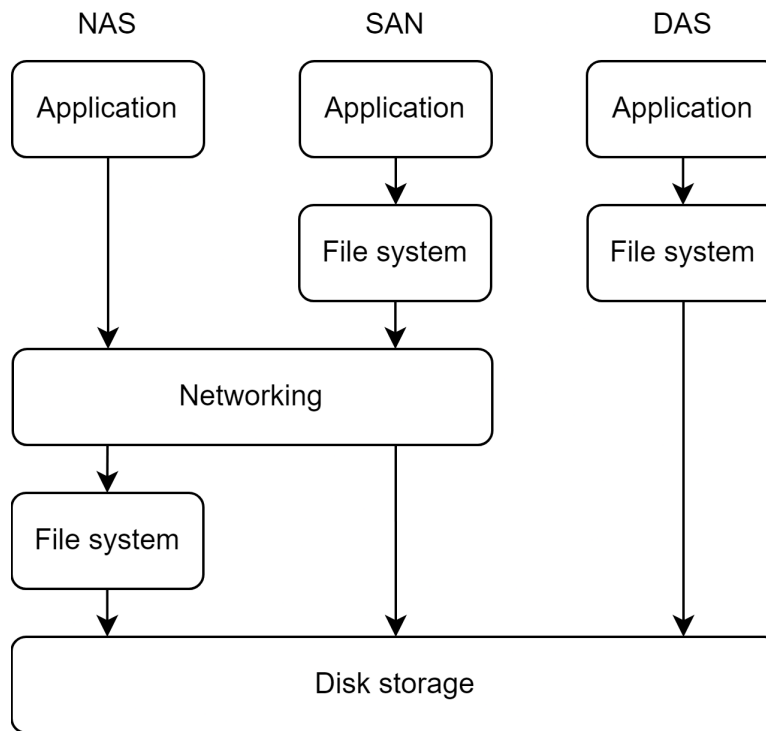 NAS SAN DAS
Application Application Application
File system File system
Networking
File system
Disk storage